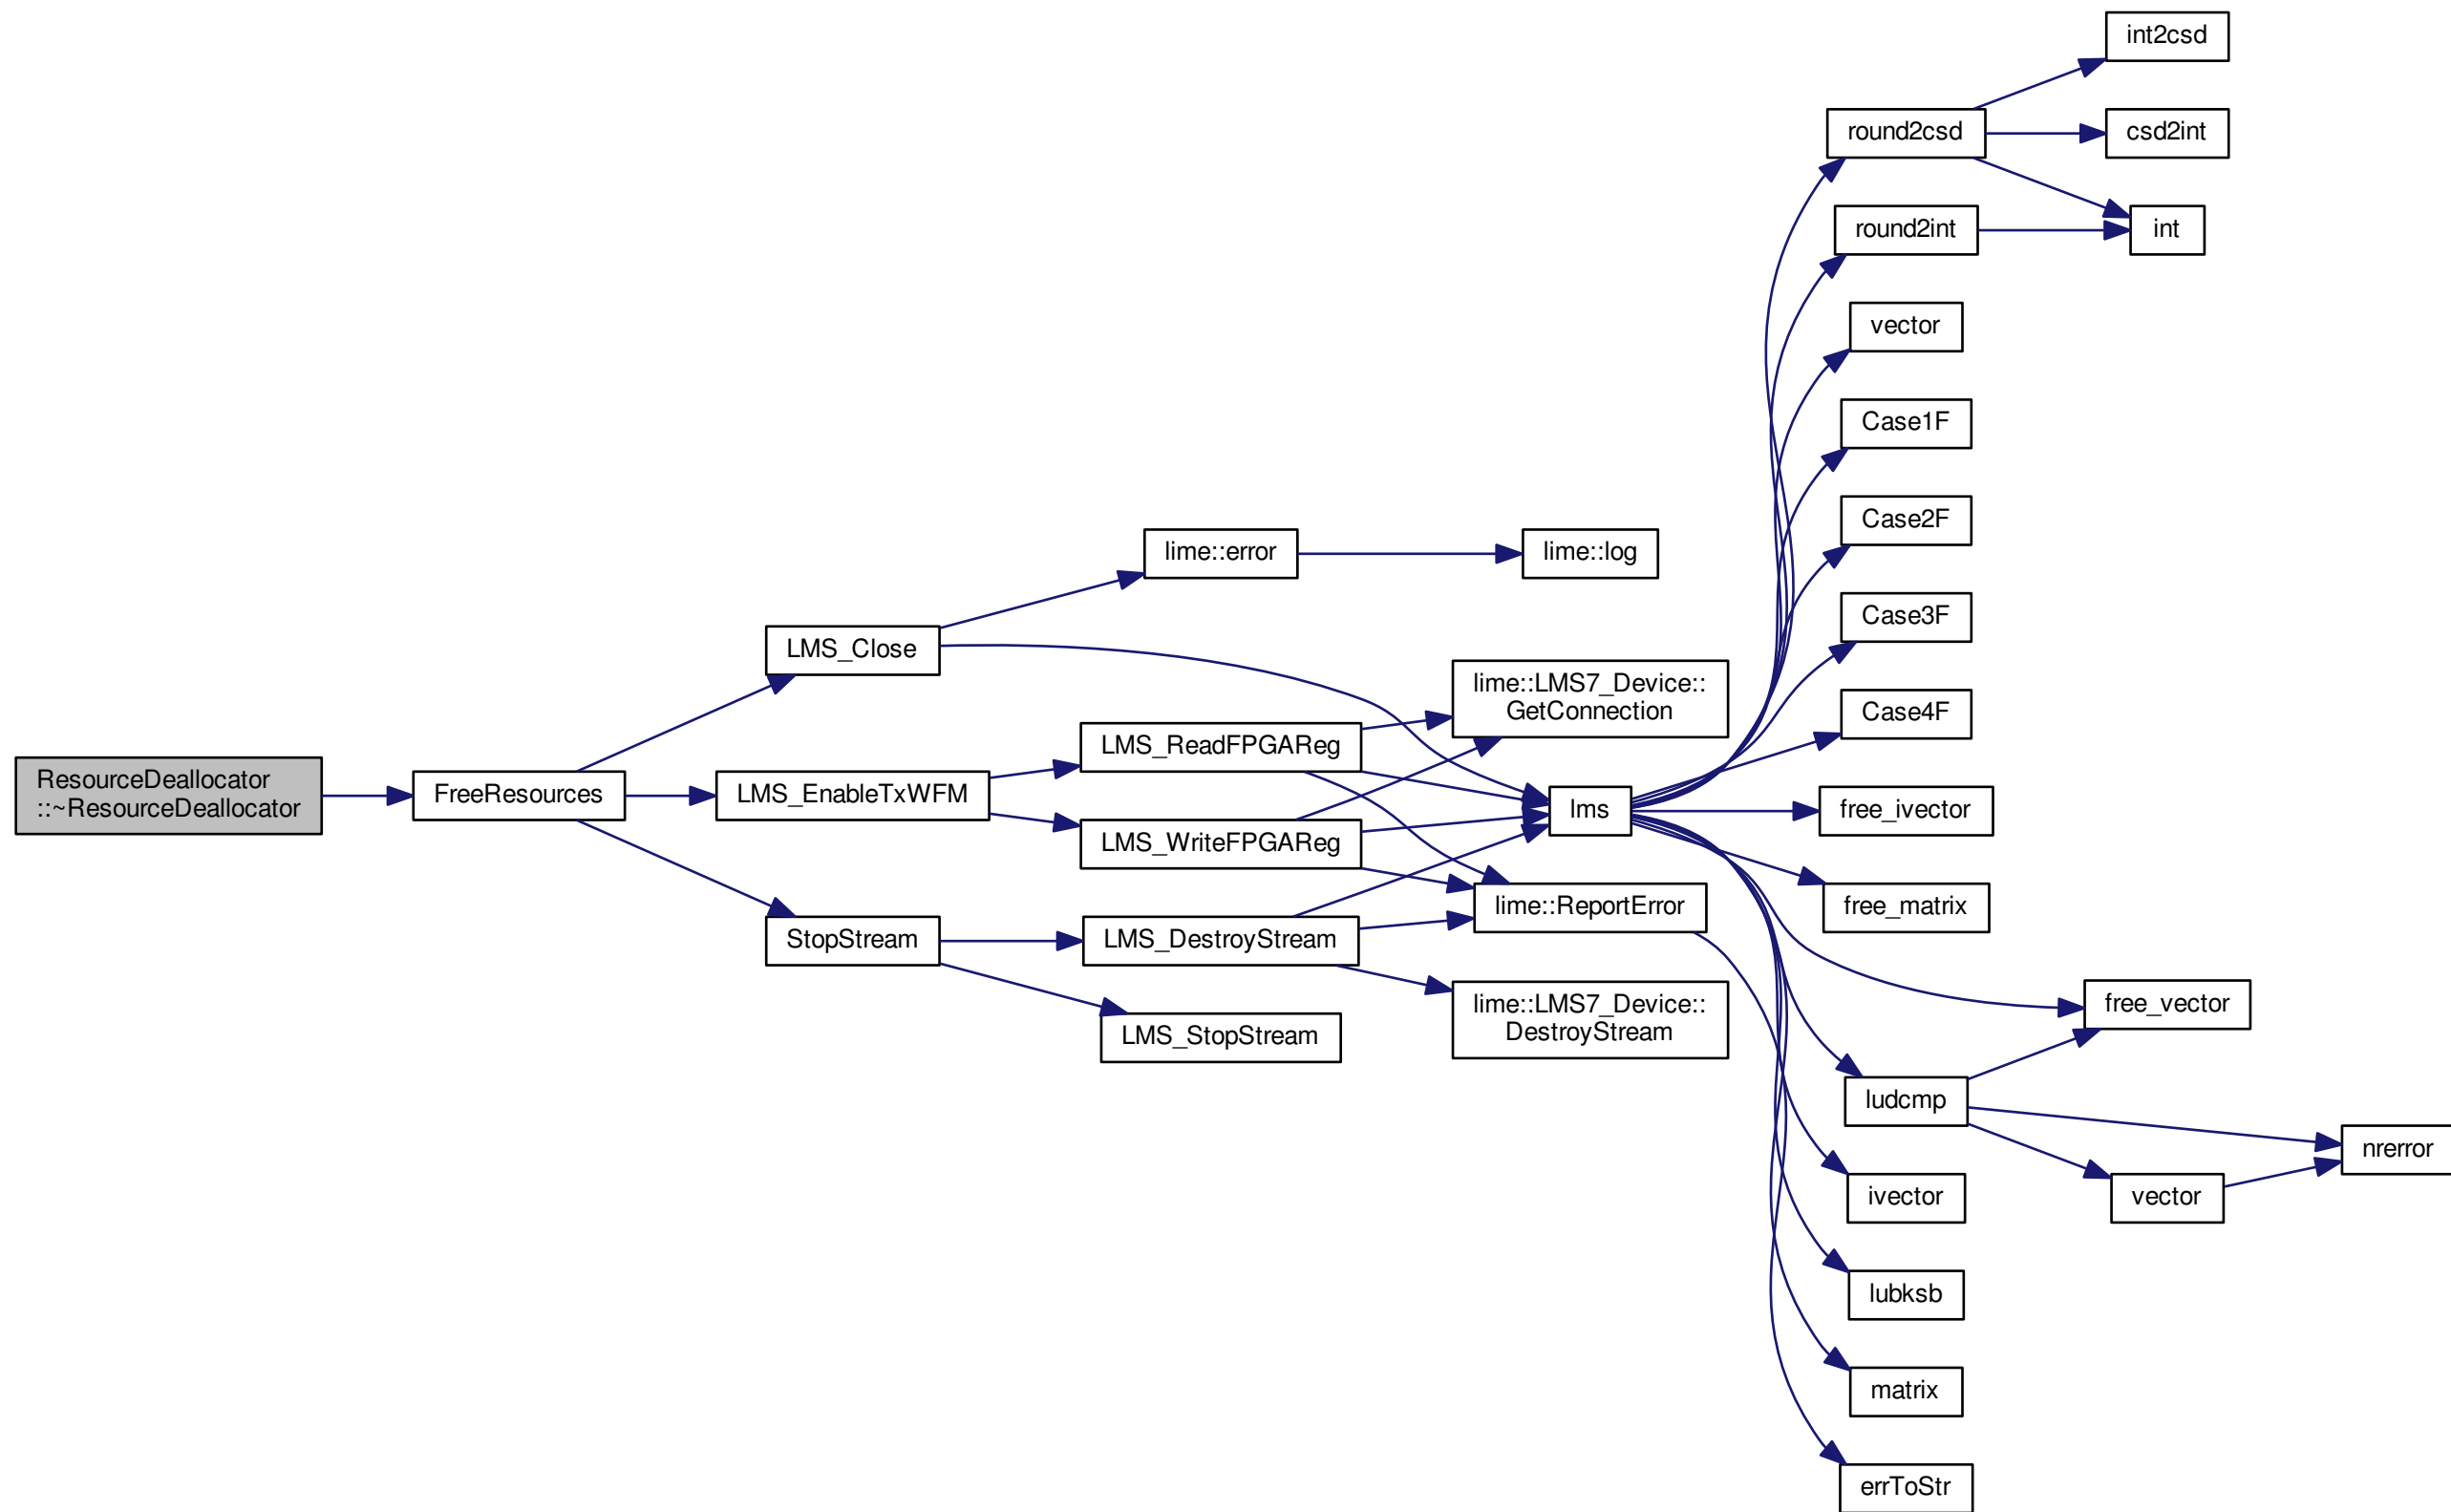 int2csd
round2csd
csd2int
round2int
int
vector
Case1F
Case2F
lime::error
lime::log
Case3F
LMS_Close
lime::LMS7_Device::
GetConnection
Case4F
LMS_ReadFPGAReg
ResourceDeallocator
::~ResourceDeallocator
FreeResources
LMS_EnableTxWFM
lms
free_ivector
LMS_WriteFPGAReg
lime::ReportError
free_matrix
StopStream
LMS_DestroyStream
lime::LMS7_Device::
DestroyStream
free_vector
LMS_StopStream
ludcmp
nrerror
ivector
vector
lubksb
matrix
errToStr